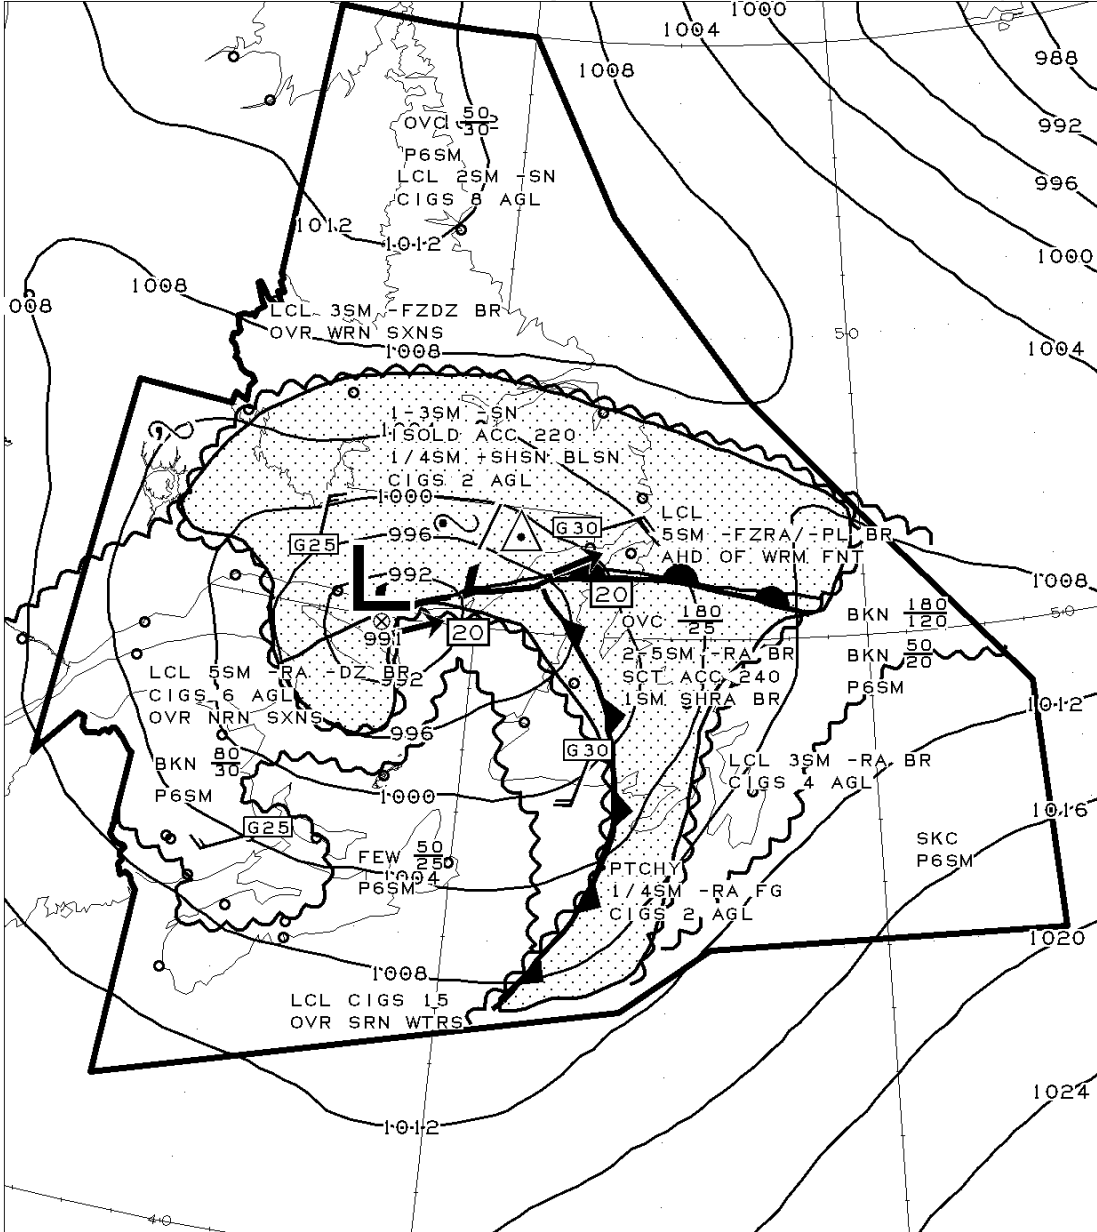 1000
1004
988
1008
992
OVC 50
30
P6SM
LCL 2SM -SN
CIGS 8 AGL
996
1012
1012
1000
1008
008
LCL 3SM -FZDZ BR
OVR WRN SXNS
50
1008
1004
1-3SM -SN
ISOLD ACC 220
1/4SM -SHSN BLSN
CIGS 2 AGL
1000
LCL
5SM -FZRA/-PL BR
AHD OF WRM FNT
G30
996
G25
L
992
1008
20
BKN 180
120
50
OVC 180
25
20
991
BKN 50
20
2-5SM -RA BR
SCT ACC 240
1SM SHRA BR
P6SM
LCL 5SM -RA -DZ BR
CIGS 6 AGL
OVR NRN SXNS
992
1012
996
G30
BKN 80
30
P6SM
LCL 3SM -RA BR
CIGS 4 AGL
1000
1016
G25
SKC
P6SM
FEW 50
25
P6SM
1004
PTCHY
1/4SM -RA FG
CIGS 2 AGL
1020
1008
LCL CIGS 15
OVR SRN WTRS
1024
1012
40